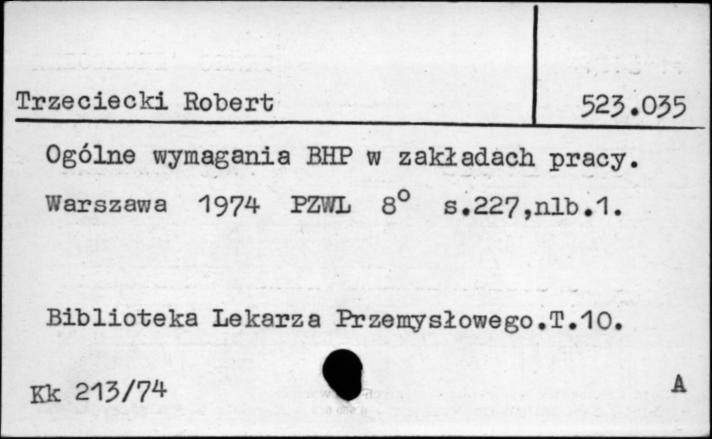 Trzeciecki Robert 523.035
Ogólne wymagania BHP w zakładach pracy.
Warszawa 1974 PZWL 8° s.227,nlb.1.
Biblioteka Lekarza Przemysłowego.T.10.
Kk 213/74 A